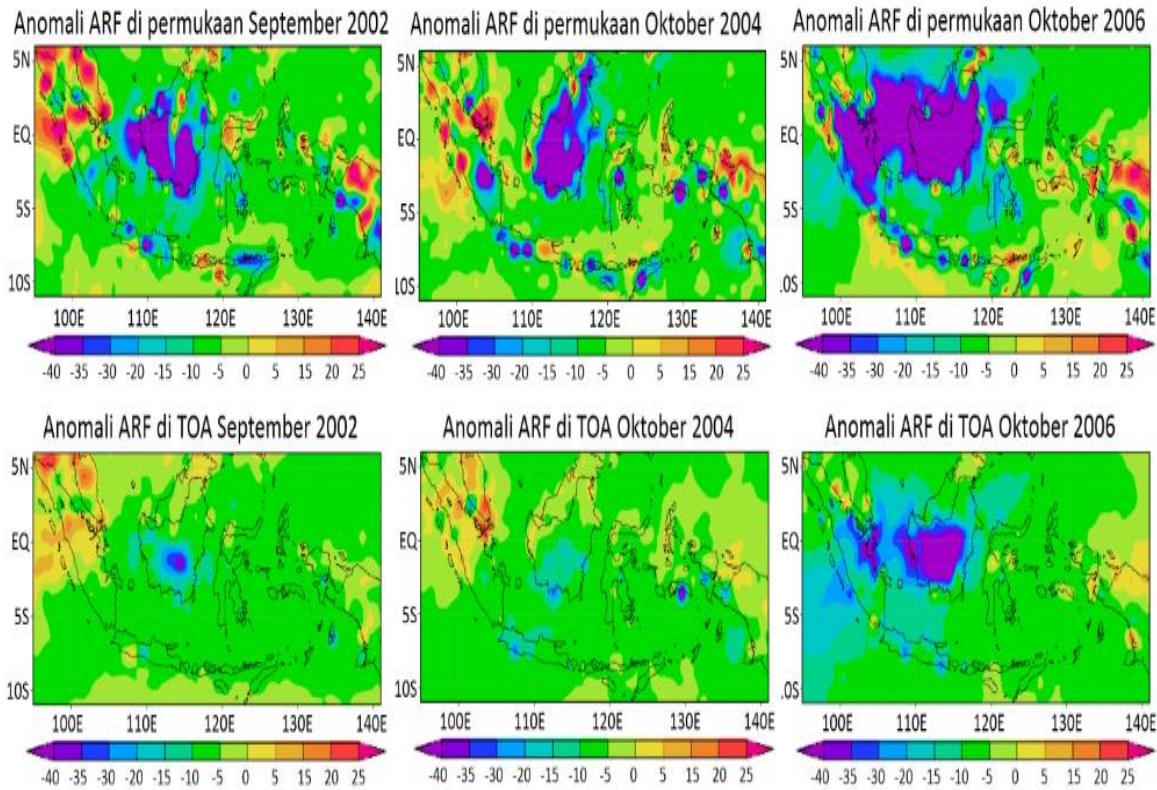 Anomali ARF di permukaan September 2002
5N
EQ
5S
10S
100E 110E 120E 130E 140E
-40 -35 -30 -20 -15 -10 -5 0 5 15 20 25
Anomali ARF di permukaan Oktober 2004
5N
EQ
5S
10S
100E 110E 120E 130E 140E
-40 -35 -30 -20 -15 -10 -5 0 5 15 20 25
Anomali ARF di permukaan Oktober 2006
5N
EQ
5S
.0S
100E 110E 120E 130E 140E
-40 -35 -30 -20 -15 -10 -5 0 5 15 20 25
Anomali ARF di TOA September 2002
5N
EQ
5S
10S
100E 110E 120E 130E 140E
-40 -35 -30 -20 -15 -10 -5 0 5 15 20 25
Anomali ARF di TOA Oktober 2004
5N
EQ
5S
10S
100E 110E 120E 130E 140E
-40 -35 -30 -20 -15 -10 -5 0 5 15 20 25
Anomali ARF di TOA Oktober 2006
5N
EQ
5S
.0S
100E 110E 120E 130E 140E
-40 -35 -30 -20 -15 -10 -5 0 5 15 20 25